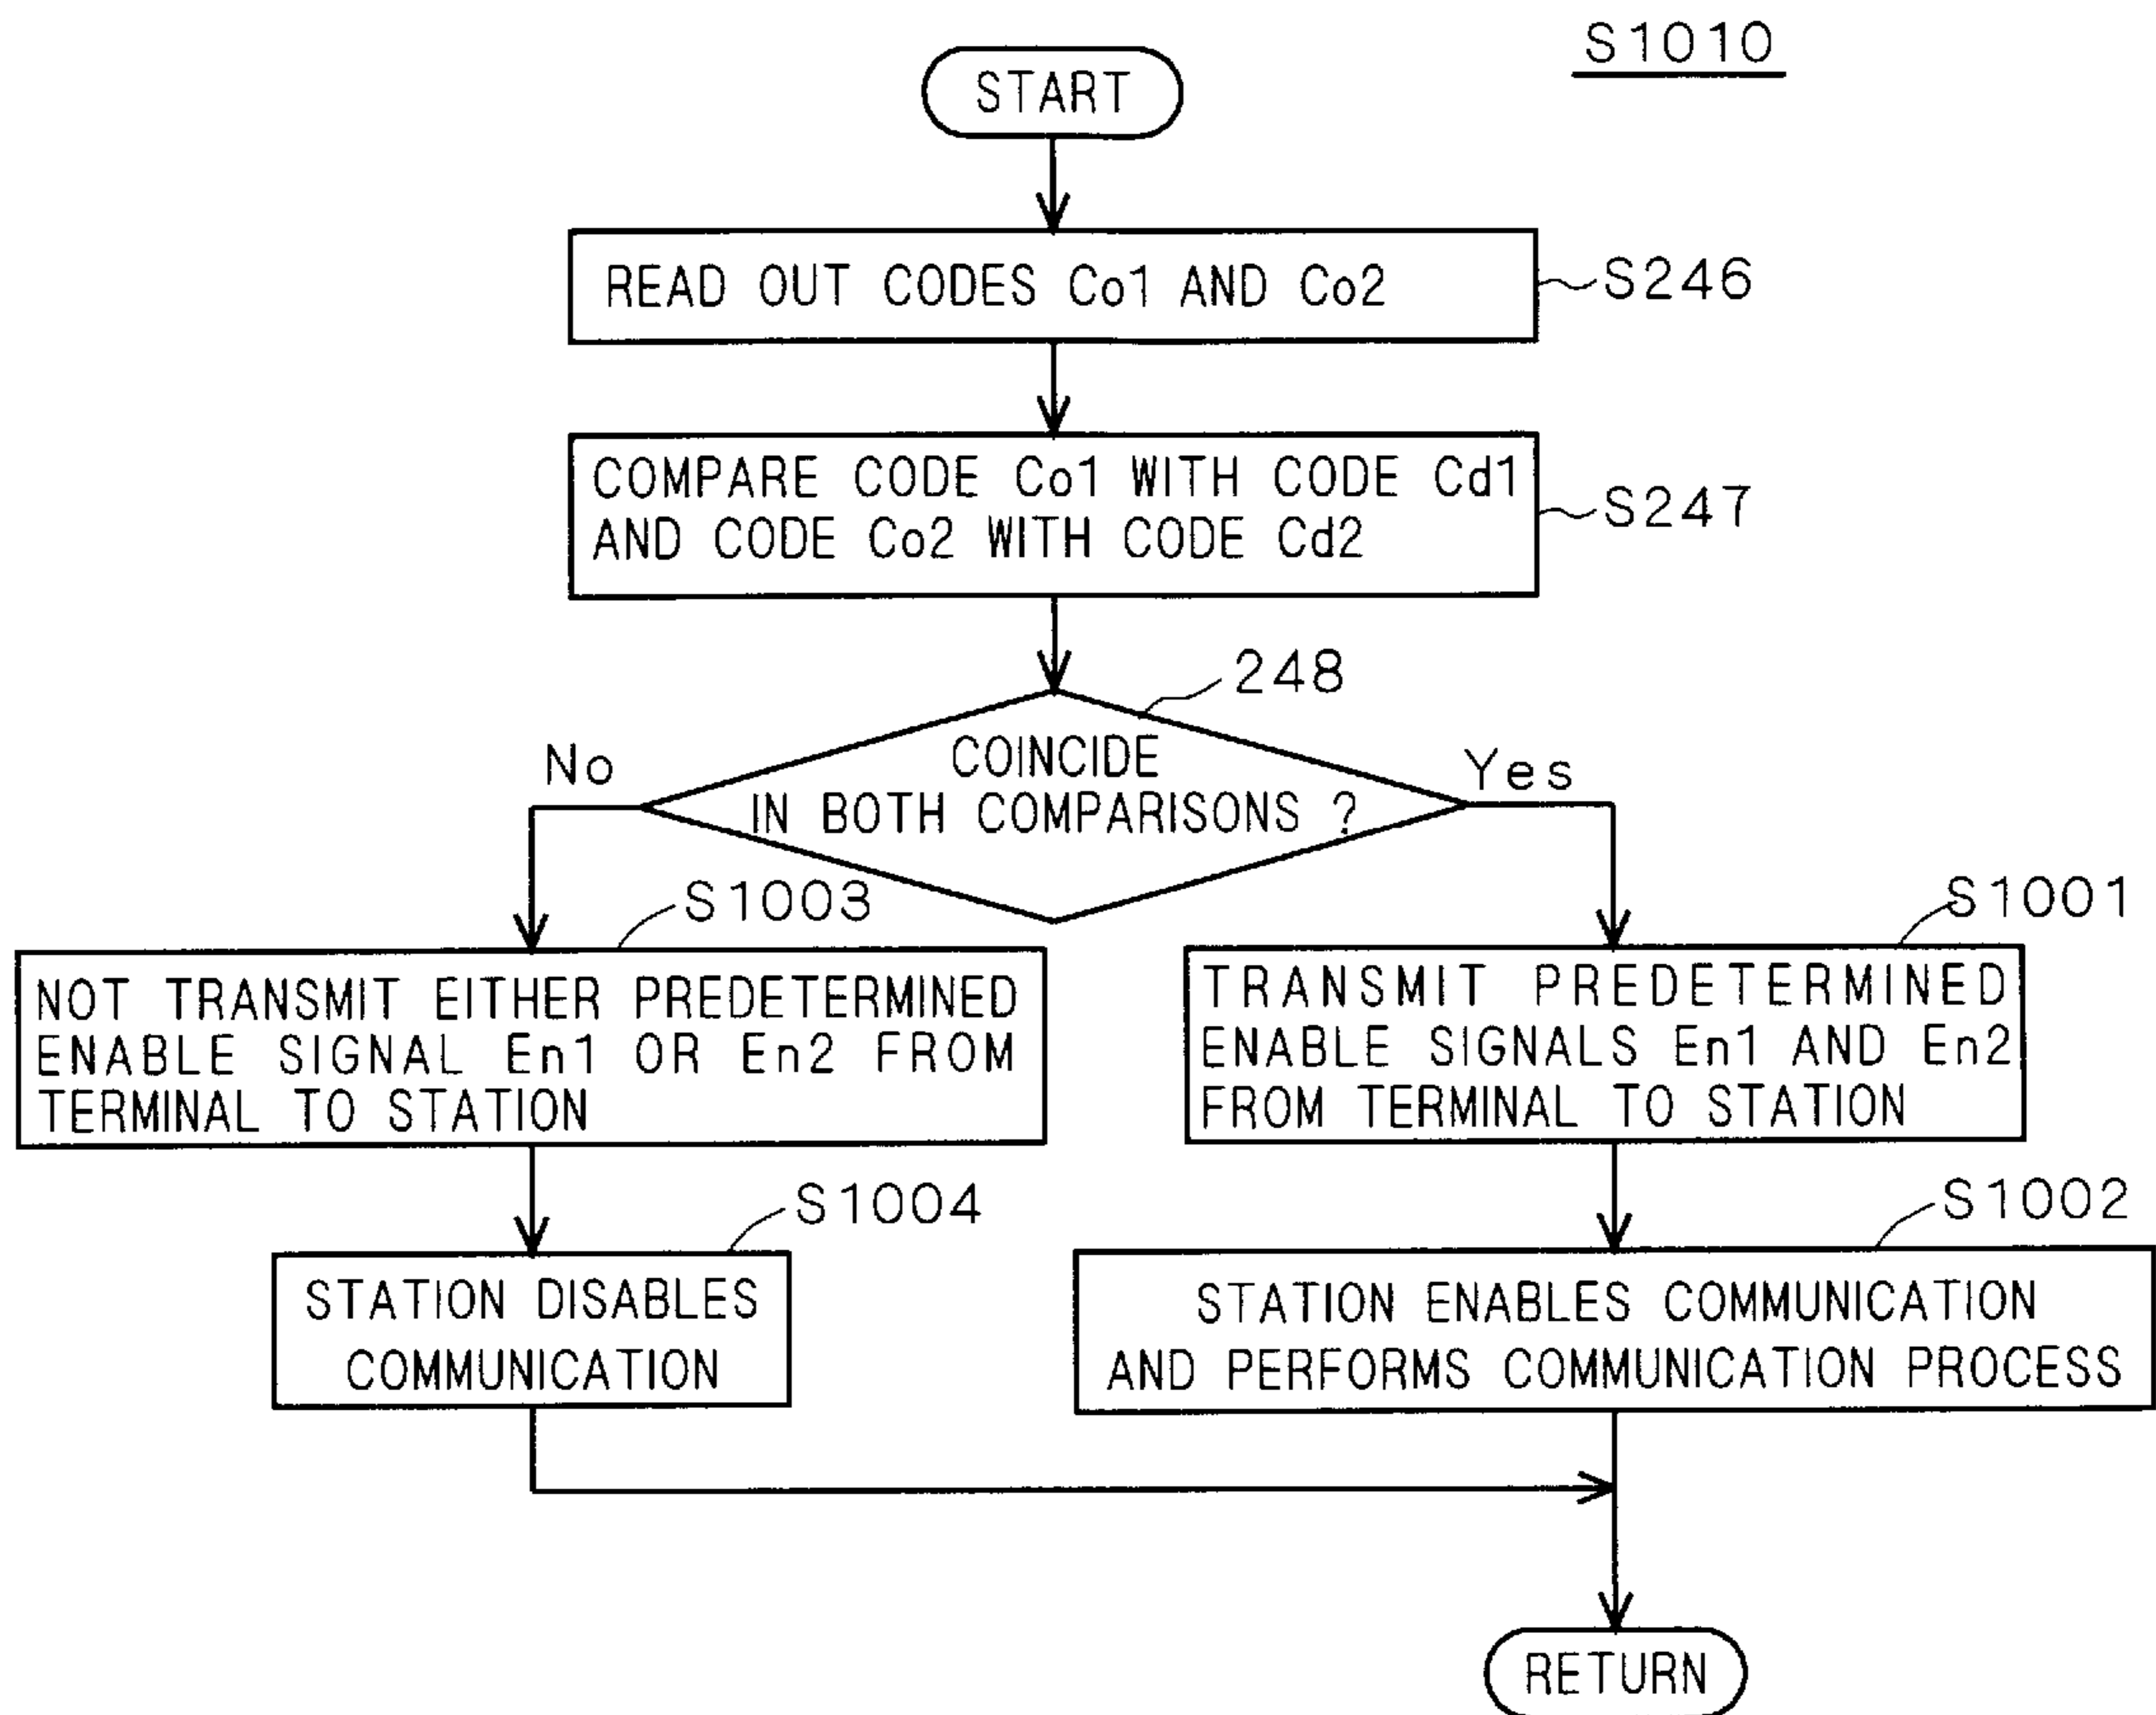 S1010
START
READ OUT CODES Co1 AND Co2
S246
COMPARE CODE Co1 WITH CODE Cd1
AND CODE Co2 WITH CODE Cd2
S247
248
COINCIDE
IN BOTH COMPARISONS ?
No
Yes
S1003
NOT TRANSMIT EITHER PREDETERMINED
ENABLE SIGNAL En1 OR En2 FROM
TERMINAL TO STATION
S1001
TRANSMIT PREDETERMINED
ENABLE SIGNALS En1 AND En2
FROM TERMINAL TO STATION
S1004
STATION DISABLES
COMMUNICATION
S1002
STATION ENABLES COMMUNICATION
AND PERFORMS COMMUNICATION PROCESS
RETURN